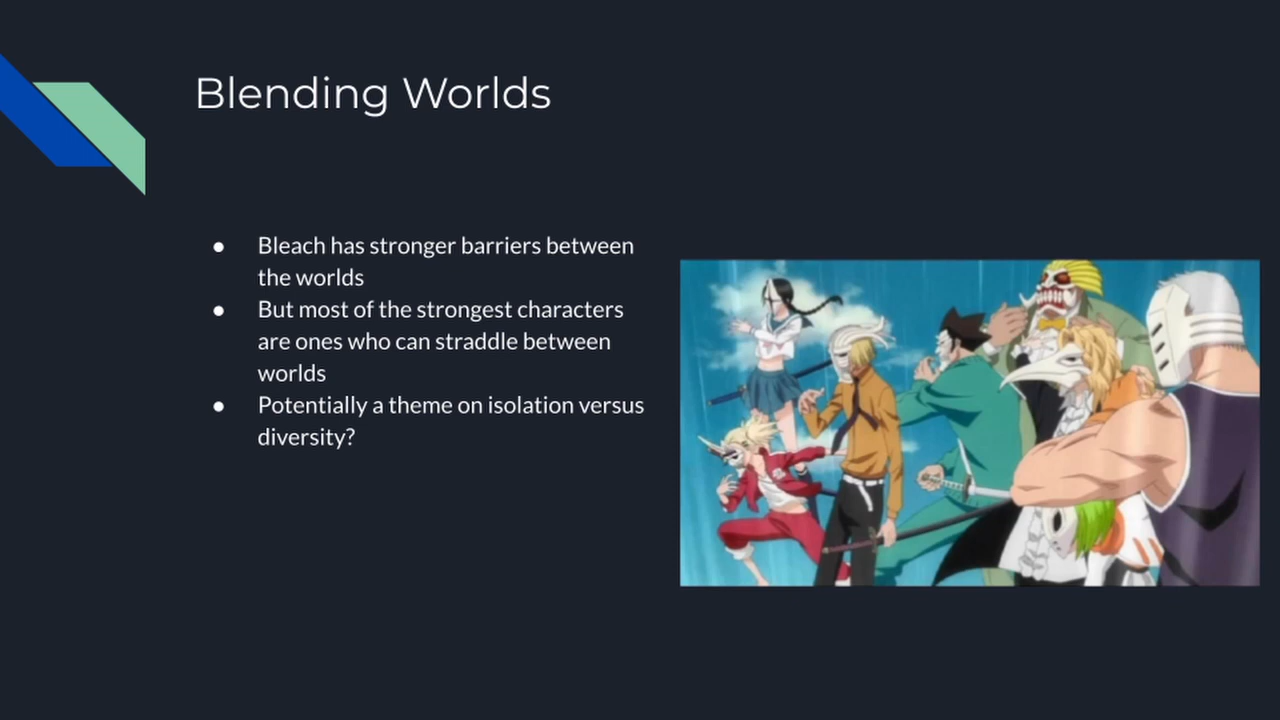 Blending Worlds
● Bleach has stronger barriers between
the worlds
● But most of the strongest characters
are ones who can straddle between
worlds
● Potentially a theme on isolation versus
diversity?